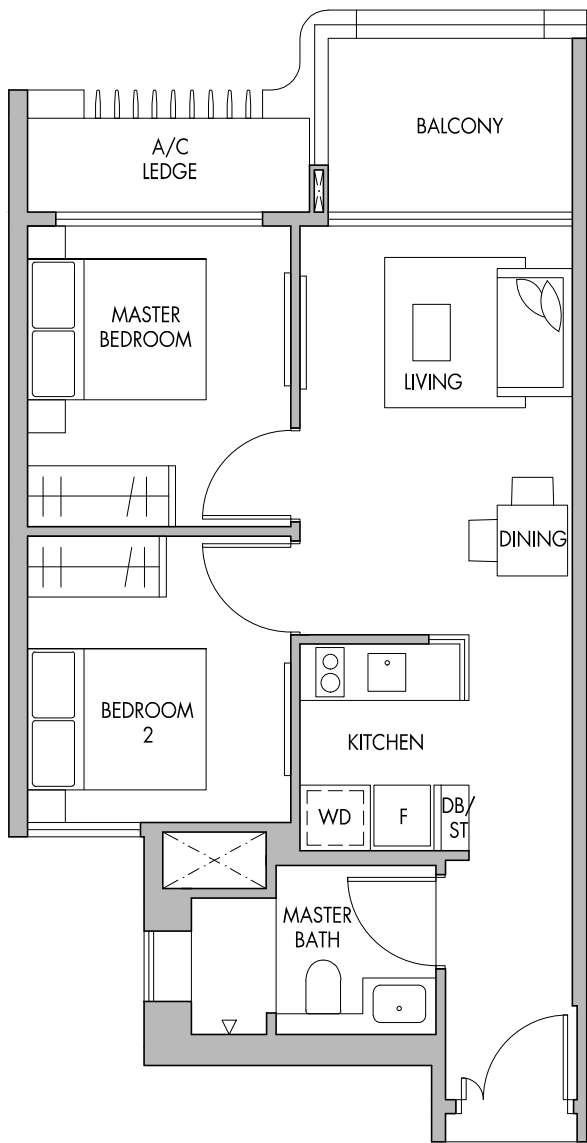 BALCONY
A/C
LEDGE
MASTER
BEDROOM
LIVING
DINING
BEDROOM
2
KITCHEN
WD
F
DB/
ST
MASTER
BATH